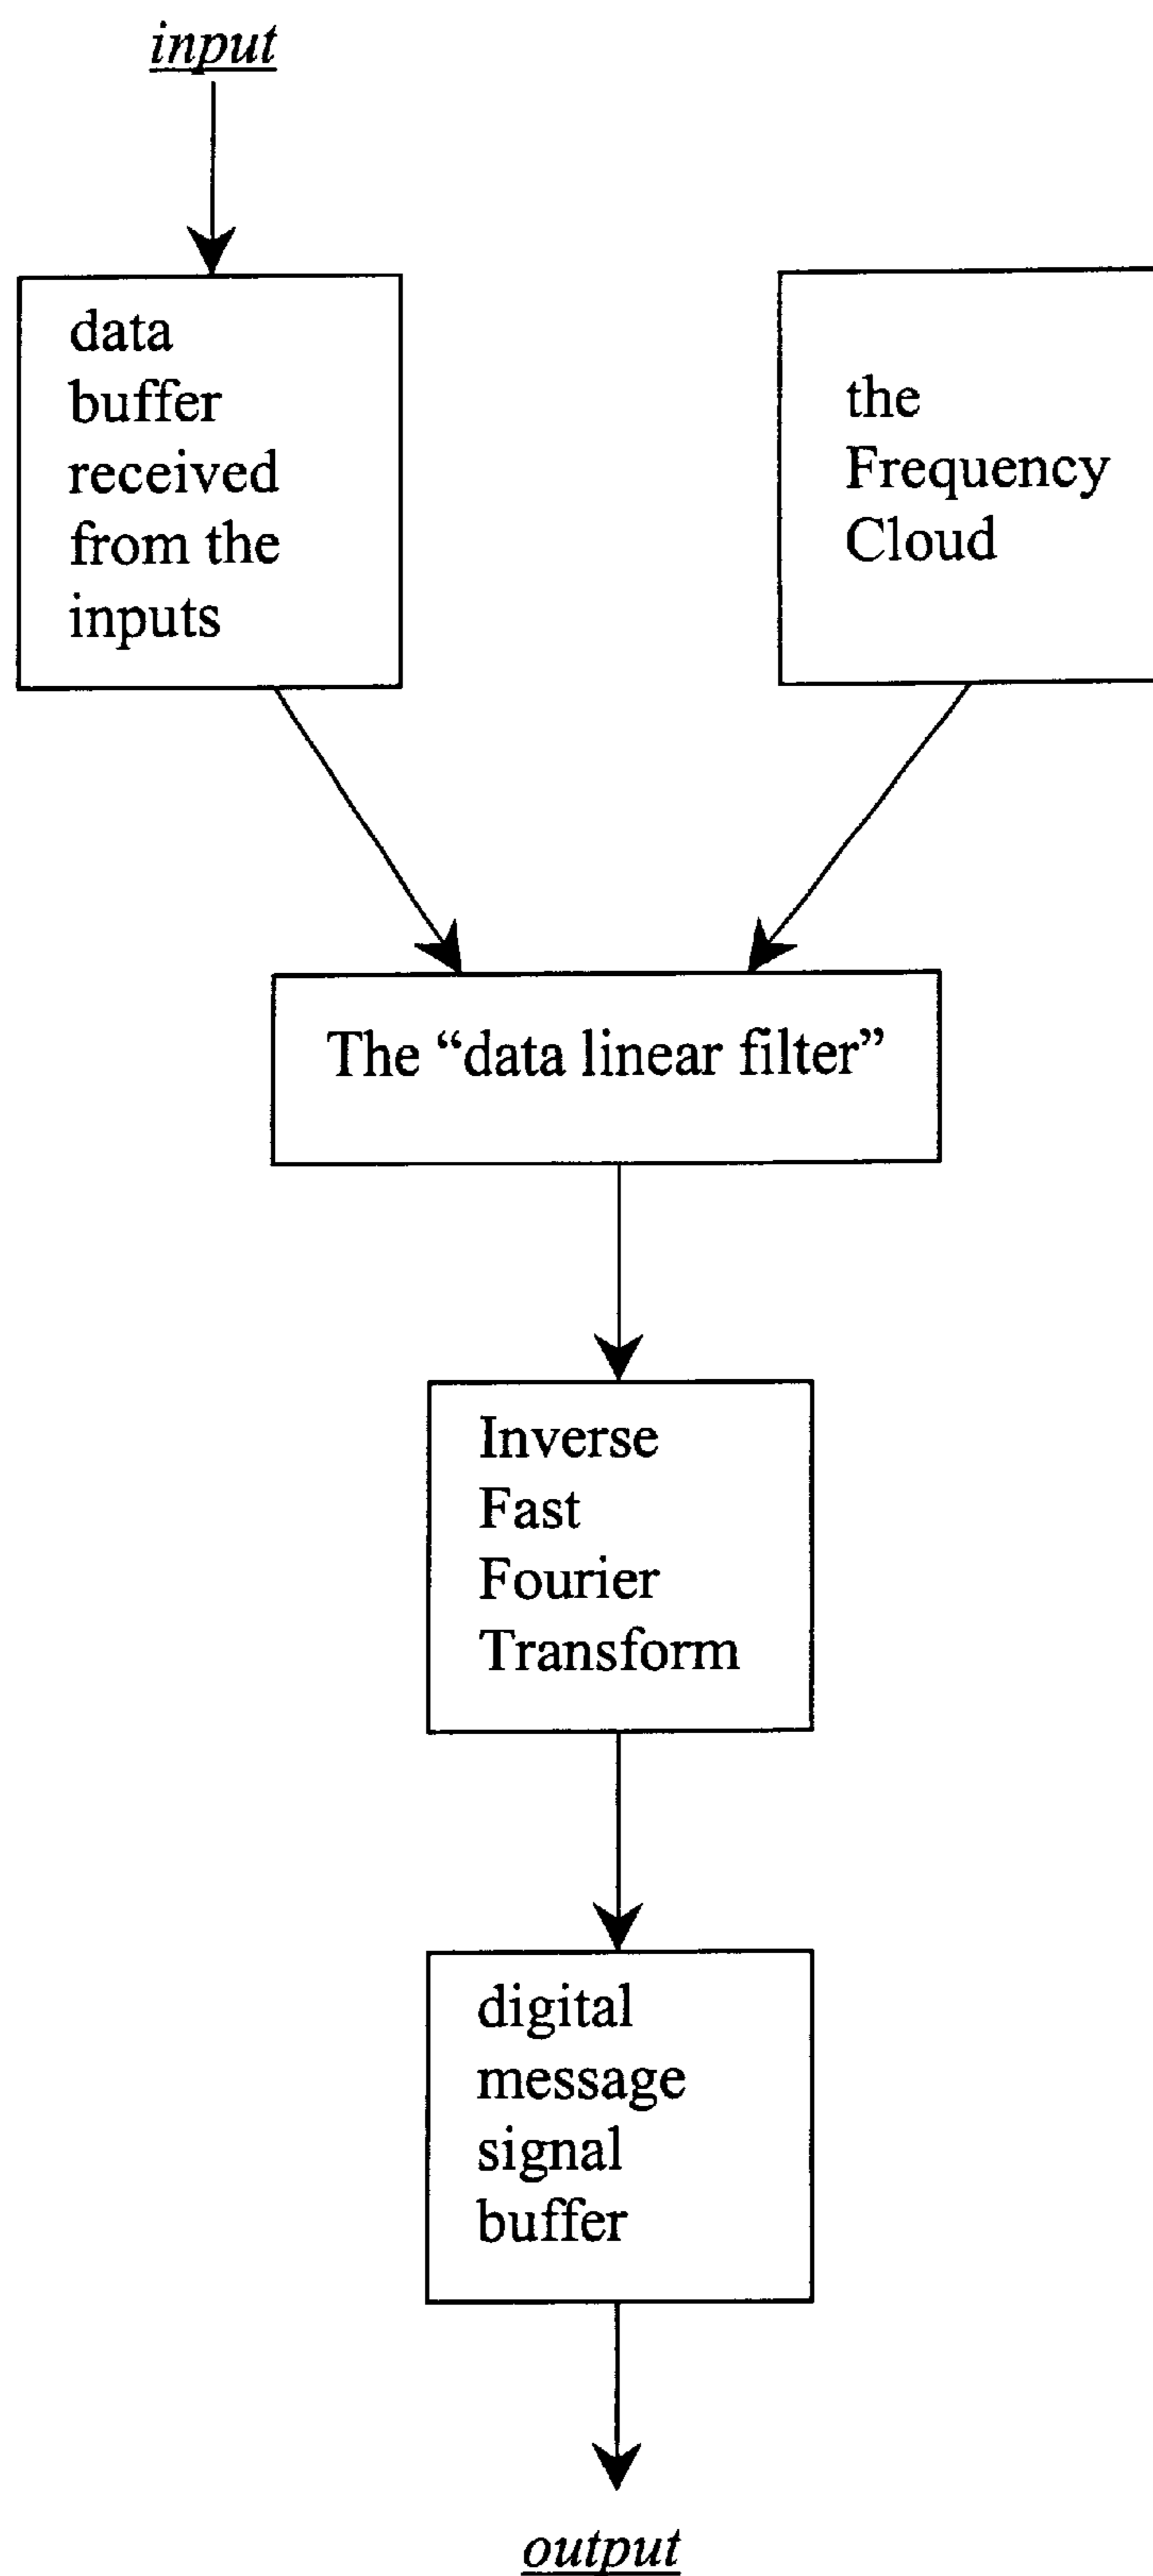 input
data
buffer
received
from the
inputs
the
Frequency
Cloud
The “data linear filter”
Inverse
Fast
Fourier
Transform
digital
message
signal
buffer
output